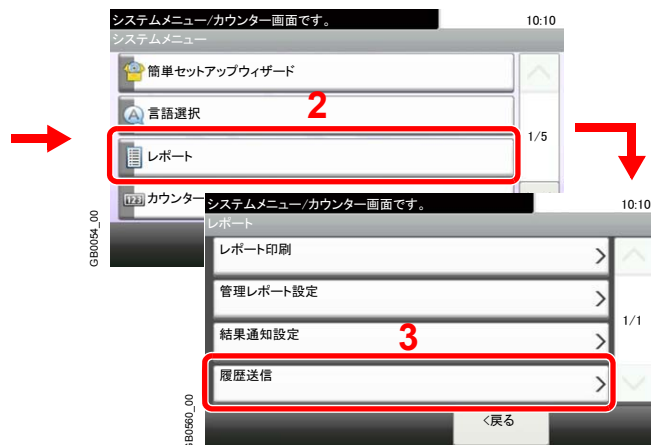 システムメニュー/カウンター画面です。
10:10
システムメニュー
簡単セットアップウィザード
2
言語選択
1/5
レポート
123 カウンター
GB0054_00
システムメニュー/カウンター画面です。
10:10
レポート
レポート印刷
管理レポート設定
1/1
結果通知設定
3
履歴送信
GB0560_00
<戻る